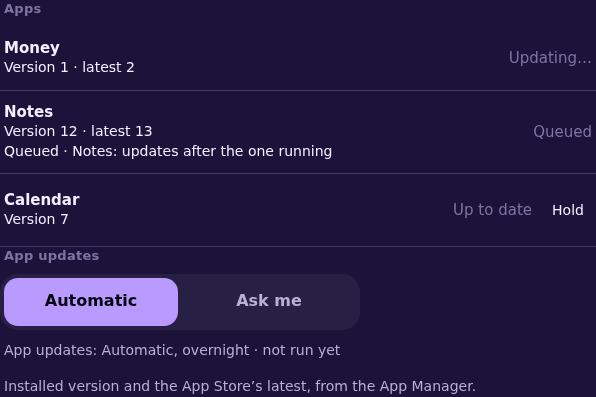 Apps
Money
Version 1 · latest 2
Updating…
Notes
Version 12 · latest 13
Queued · Notes: updates after the one running
Queued
Calendar
Version 7
Up to date
Hold
App updates
Automatic
Ask me
App updates: Automatic, overnight · not run yet
Installed version and the App Store’s latest, from the App Manager.